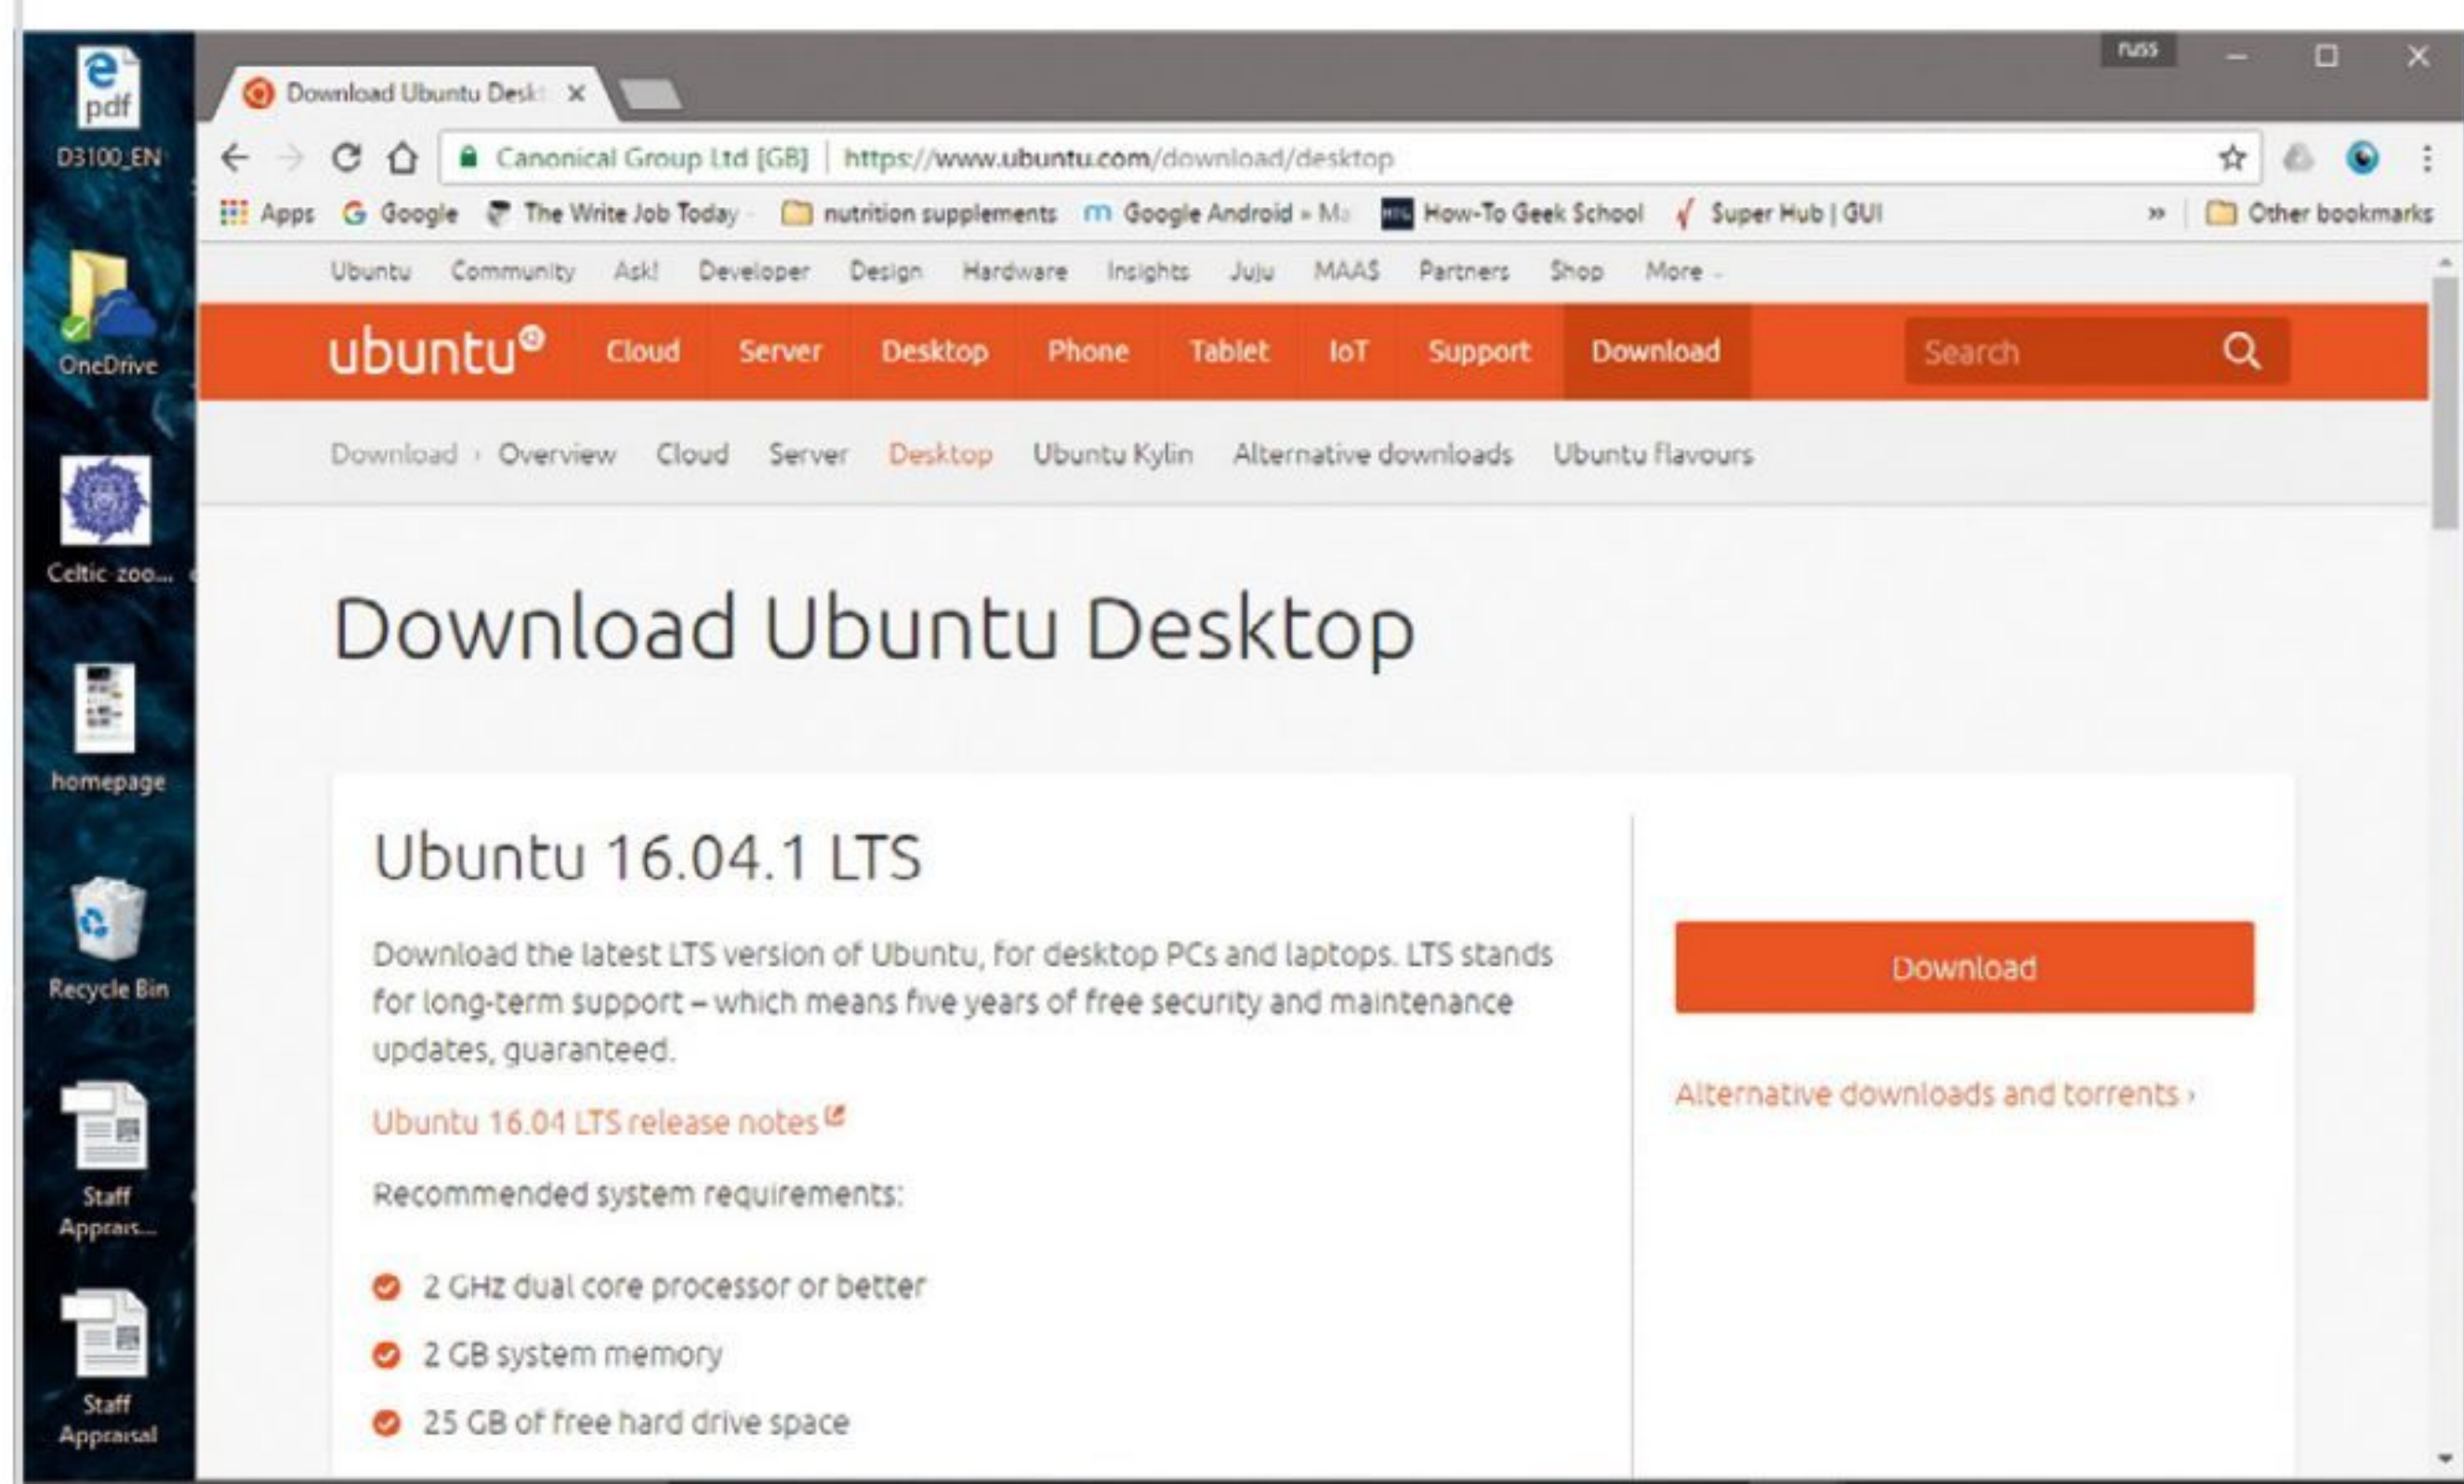 russ
pdf
D3100_EN
OneDrive
Celtic-zoo...
homepage
Recycle Bin
Staff
Apprais...
Staff
Appraisal
Download Ubuntu Deskt
Canonical Group Ltd [GB] https://www.ubuntu.com/download/desktop
Apps Google The Write Job Today - nutrition supplements Google Android » Ma How-To Geek School Super Hub | GUI » Other bookmarks
Ubuntu Community Ask! Developer Design Hardware Insights Juju MAAS Partners Shop More
ubuntu Cloud Server Desktop Phone Tablet IoT Support Download Search
Download › Overview Cloud Server Desktop Ubuntu Kylin Alternative downloads Ubuntu flavours
Download Ubuntu Desktop
Ubuntu 16.04.1 LTS
Download the latest LTS version of Ubuntu, for desktop PCs and laptops. LTS stands
for long-term support – which means five years of free security and maintenance
updates, guaranteed.
Ubuntu 16.04 LTS release notes
Recommended system requirements:
2 GHz dual core processor or better
2 GB system memory
25 GB of free hard drive space
Download
Alternative downloads and torrents ›